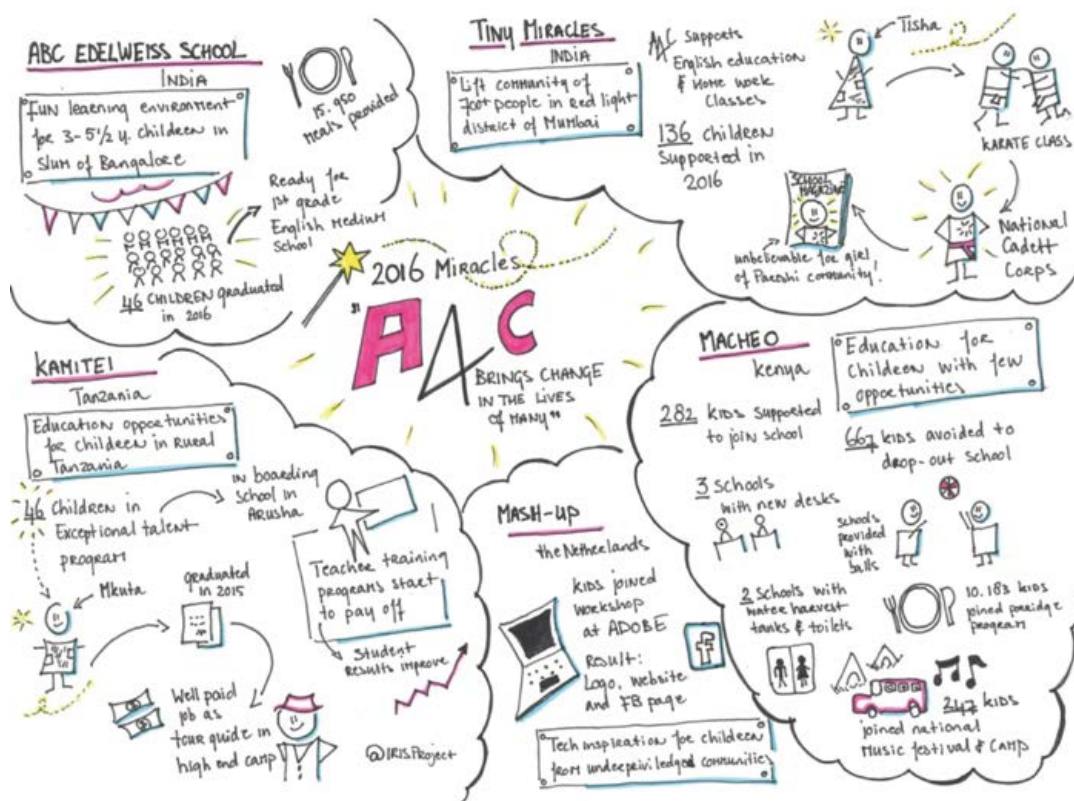 ABC EDELWEISS SCHOOL
INDIA
FUN learning environment
for 3-5½ y. children in
Slum of Bangalore
15.950
meals provided
Ready for
1st grade
English Medium
School
46 CHILDREN graduated
in 2016
TINY MIRACLES
INDIA
Lift community of
700+ people in Red light
district of Mumbai
A4C supports
English education
& Home work
classes
136 children
supported in
2016
Tisha
KARATE CLASS
National
Cadett
Corps
SCHOOL
MAGAZINE
unbelievable for girl
of Pardhi community!
2016 Miracles
"A4C
BRINGS CHANGE
IN THE LIVES
OF MANY"
KAMITEI
Tanzania
Education opportunities
for children in Rural
Tanzania
46 Children in
Exceptional talent
program
in boarding
school in
Arusha
Mkuta
graduated
in 2015
Well paid
job as
tour guide in
high end camp
Teacher training
programs start
to pay off
Student
Results improve
@IRISProject
MASH-UP
the Netherlands
KIDS joined
workshop
at ADOBE
f
Result:
Logo, website
and FB page
Tech inspiration for children
from underpriviledged communities
MACHEO
Kenya
Education for
Children with few
opportunities
282 kids supported
to join school
667 kids avoided to
drop-out school
3 schools
with new desks
schools
provided
with
balls
2 schools with
water harvest
tanks & toilets
10.183 kids
joined porridge
program
247 kids
joined national
Music festival & camp